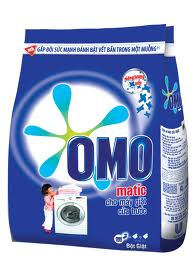 GẤP ĐÔI SỨC MẠNH ĐÁNH BẬT VẾT BẨN TRONG MỘT MUỖNG
OMO
matic
cho máy giặt
cửa trước
Bột Giặt